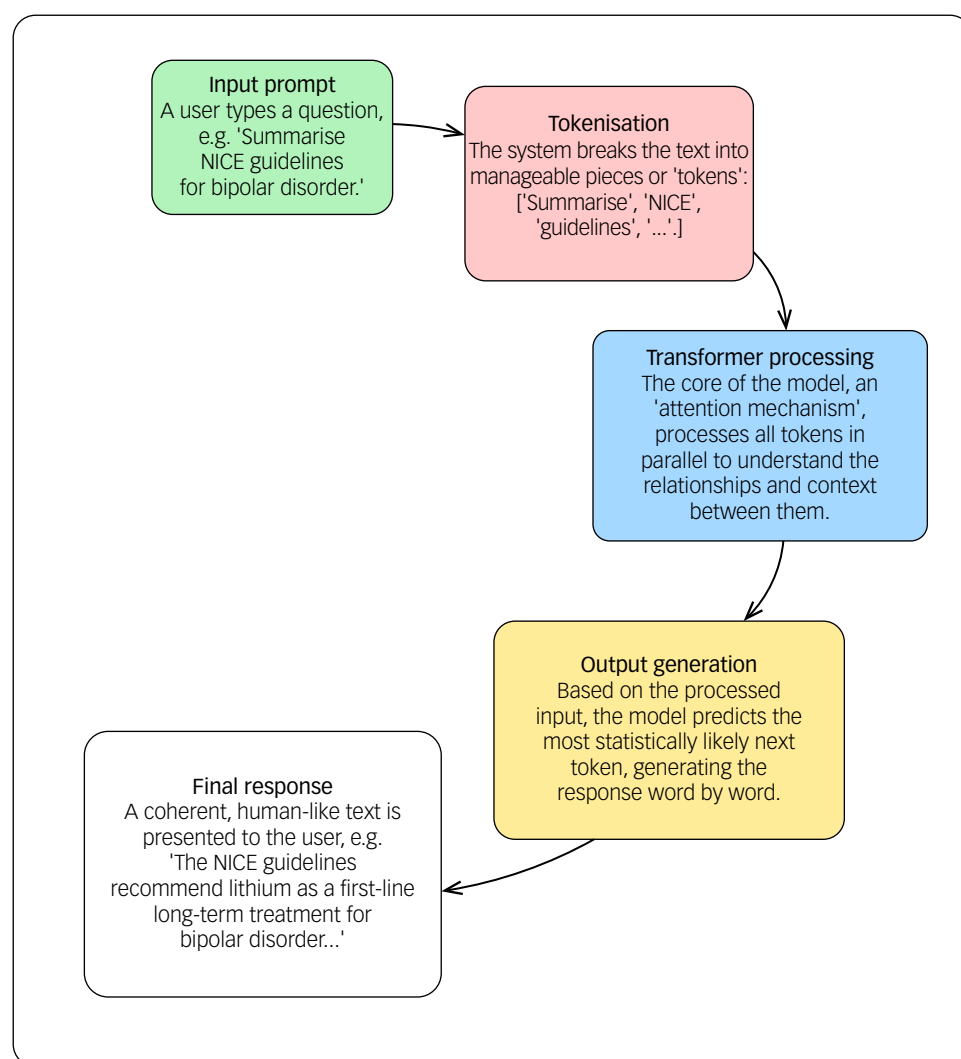 Input prompt
A user types a question,
e.g. 'Summarise
NICE guidelines
for bipolar disorder.'
Tokenisation
The system breaks the text into
manageable pieces or 'tokens':
['Summarise', 'NICE',
'guidelines', '...'.]
Transformer processing
The core of the model, an
'attention mechanism',
processes all tokens in
parallel to understand the
relationships and context
between them.
Output generation
Based on the processed
input, the model predicts the
most statistically likely next
token, generating the
response word by word.
Final response
A coherent, human-like text is
presented to the user, e.g.
'The NICE guidelines
recommend lithium as a first-line
long-term treatment for
bipolar disorder...'